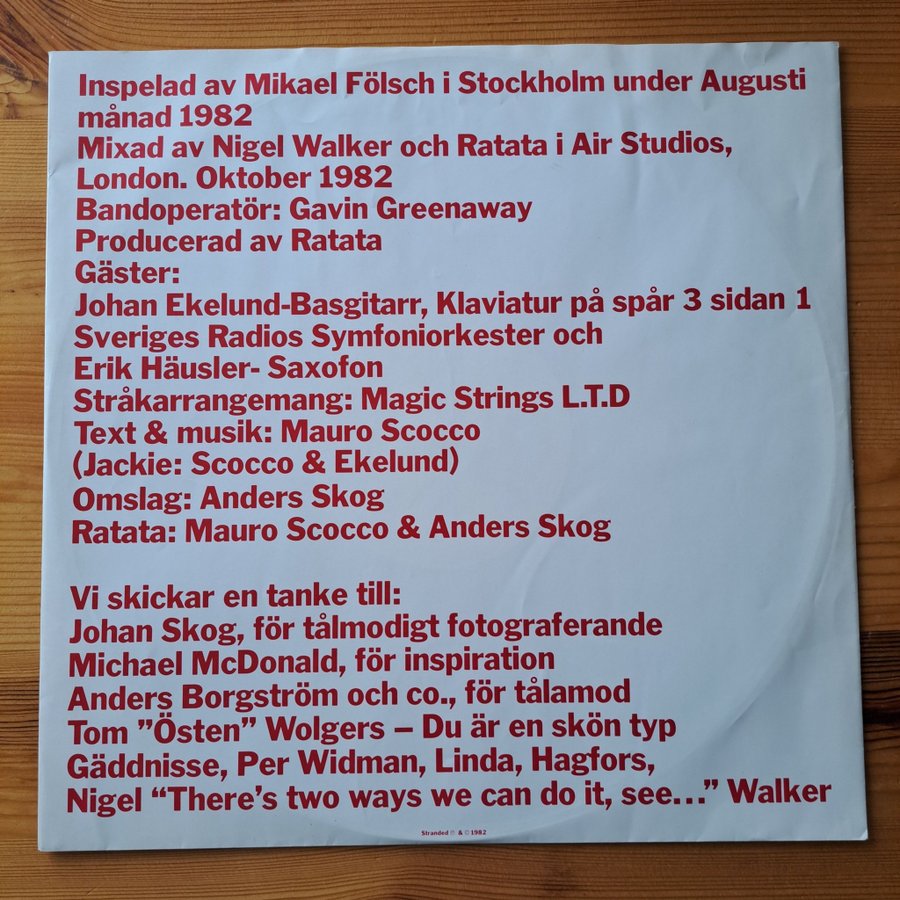 Inspelad av Mikael Fölsch i Stockholm under Augusti
månad 1982
Mixad av Nigel Walker och Ratata i Air Studios,
London. Oktober 1982
Bandoperatör: Gavin Greenaway
Producerad av Ratata
Gäster:
Johan Ekelund-Basgitarr, Klaviatur på spår 3 sidan 1
Sveriges Radios Symfoniorkester och
Erik Häusler- Saxofon
Stråkarrangemang: Magic Strings L.T.D
Text & musik: Mauro Scocco
(Jackie: Scocco & Ekelund)
Omslag: Anders Skog
Ratata: Mauro Scocco & Anders Skog
Vi skickar en tanke till:
Johan Skog, för tålmodigt fotograferande
Michael McDonald, för inspiration
Anders Borgström och co., för tålamod
Tom ”Östen” Wolgers – Du är en skön typ
Gäddnisse, Per Widman, Linda, Hagfors,
Nigel “There’s two ways we can do it, see...” Walker
Stranded ℗ & © 1982